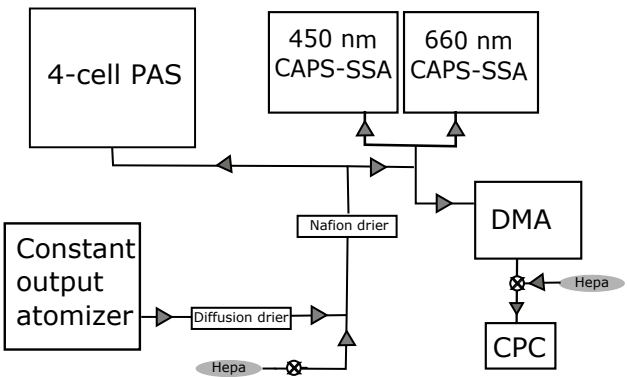 4-cell PAS
450 nm
CAPS-SSA
660 nm
CAPS-SSA
Nafion drier
DMA
Constant
output
atomizer
Diffusion drier
Hepa
CPC
Hepa